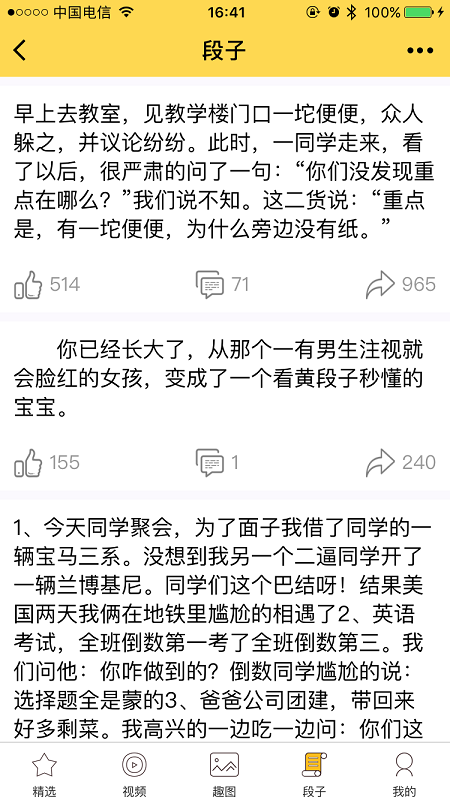 中国电信 16:41 100%
段子
早上去教室，见教学楼门口一坨便便，众人
躲之，并议论纷纷。此时，一同学走来，看
了以后，很严肃的问了一句：“你们没发现重
点在哪么？”我们说不知。这二货说：“重点
是，有一坨便便，为什么旁边没有纸。”
514 71 965
你已经长大了，从那个一有男生注视就
会脸红的女孩，变成了一个看黄段子秒懂的
宝宝。
155 1 240
1、今天同学聚会，为了面子我借了同学的一
辆宝马三系。没想到我另一个二逼同学开了
一辆兰博基尼。同学们这个巴结呀！结果美
国两天我俩在地铁里尴尬的相遇了2、英语
考试，全班倒数第一考了全班倒数第三。我
们问他：你咋做到的？倒数同学尴尬的说：
选择题全是蒙的3、爸爸公司团建，带回来
好多剩菜。我高兴的一边吃一边问：你们这
精选 视频 趣图 段子 我的